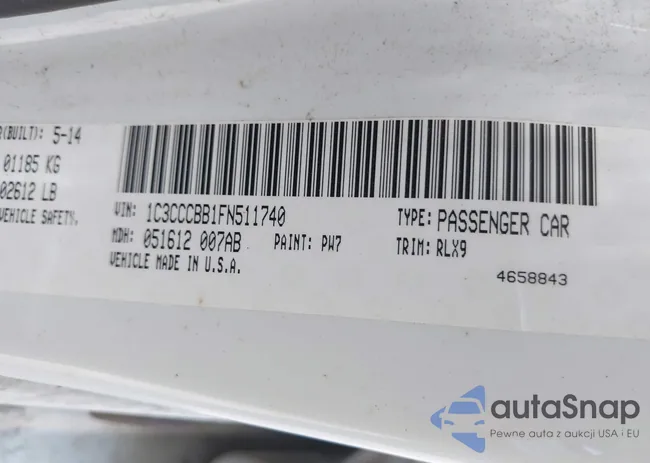 R(BUILT): 5-14
01185 KG
02612 LB
VEHICLE SAFETY.
VIN: 1C3CCCBB1FN511740
TYPE: PASSENGER CAR
MDH: 051612 007AB
PAINT: PW7
TRIM: RLX9
VEHICLE MADE IN U.S.A.
4658843
autoSnap
Pewne auta z aukcji USA i EU